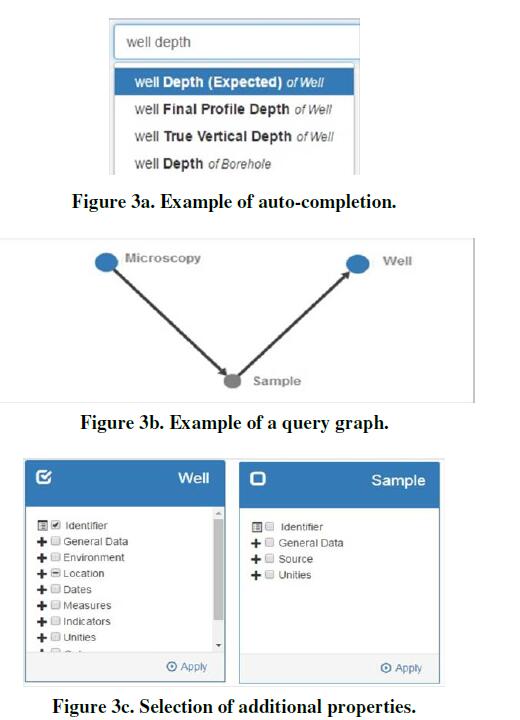 well depth
well Depth (Expected) of Well
well Final Profile Depth of Well
well True Vertical Depth of Well
well Depth of Borehole
Figure 3a. Example of auto-completion.
Microscopy
Well
Sample
Figure 3b. Example of a query graph.
Well
Identifier
General Data
Environment
Location
Dates
Measures
Indicators
Unities
Apply
Sample
Identifier
General Data
Source
Unities
Apply
Figure 3c. Selection of additional properties.